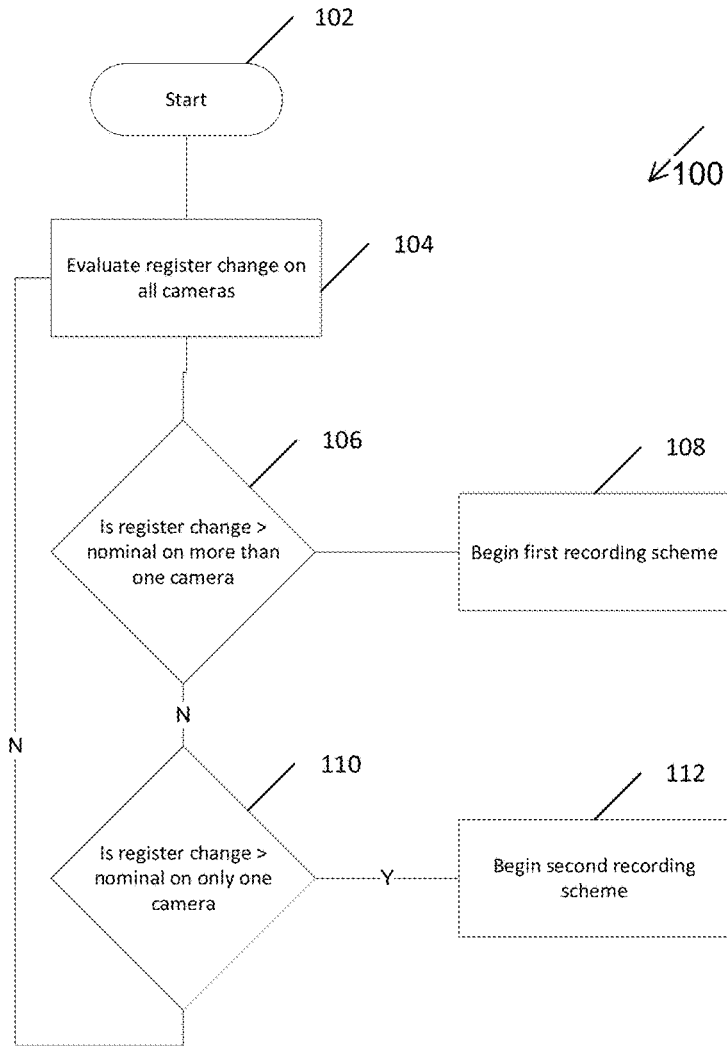 102
Start
100
Evaluate register change on
all cameras
104
106
108
Is register change >
nominal on more than
one camera
Begin first recording scheme
N
N
110
112
Is register change >
nominal on only one
camera
Y
Begin second recording
scheme